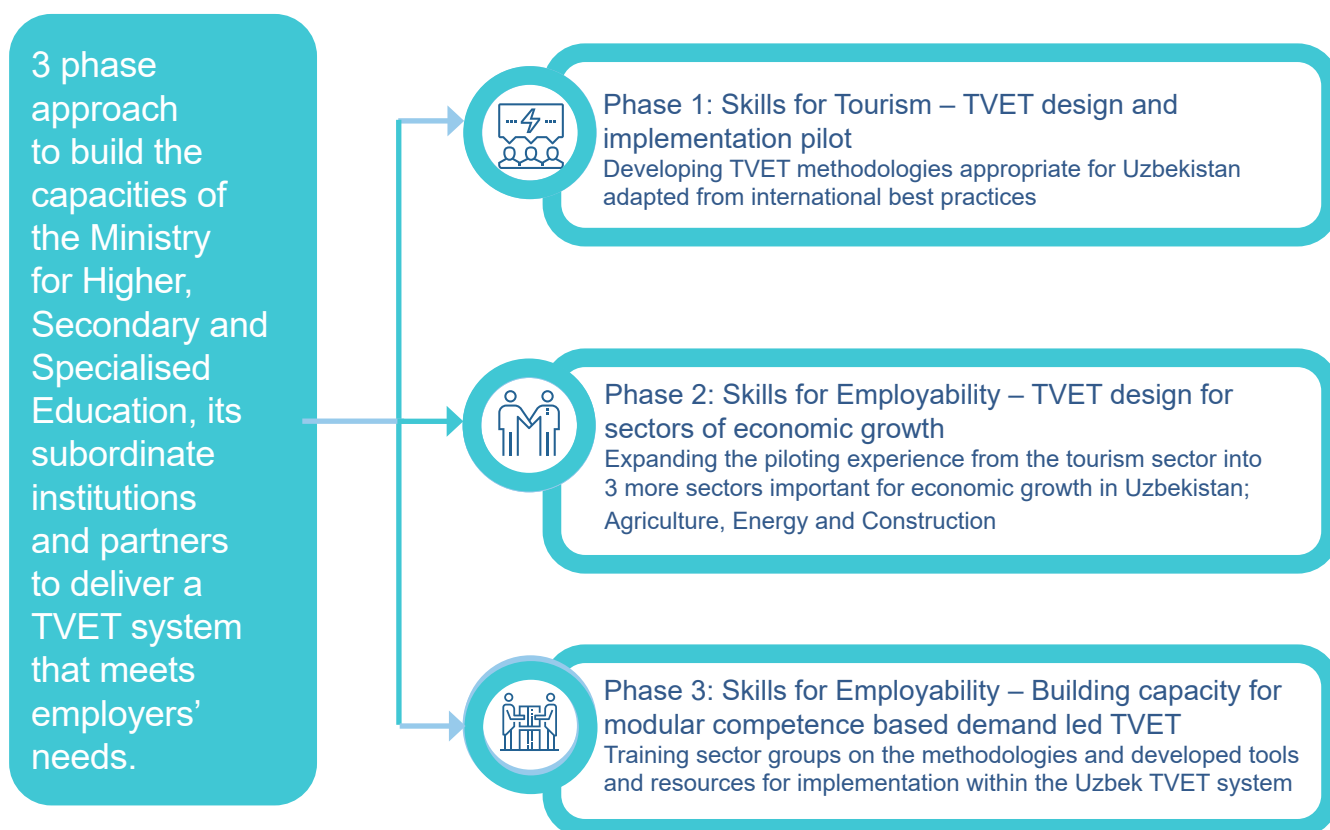 3 phase
approach
to build the
capacities of
the Ministry
for Higher,
Secondary and
Specialised
Education, its
subordinate
institutions
and partners
to deliver a
TVET system
that meets
employers’
needs.
Phase 1: Skills for Tourism – TVET design and
implementation pilot
Developing TVET methodologies appropriate for Uzbekistan
adapted from international best practices
Phase 2: Skills for Employability – TVET design for
sectors of economic growth
Expanding the piloting experience from the tourism sector into
3 more sectors important for economic growth in Uzbekistan;
Agriculture, Energy and Construction
Phase 3: Skills for Employability – Building capacity for
modular competence based demand led TVET
Training sector groups on the methodologies and developed tools
and resources for implementation within the Uzbek TVET system